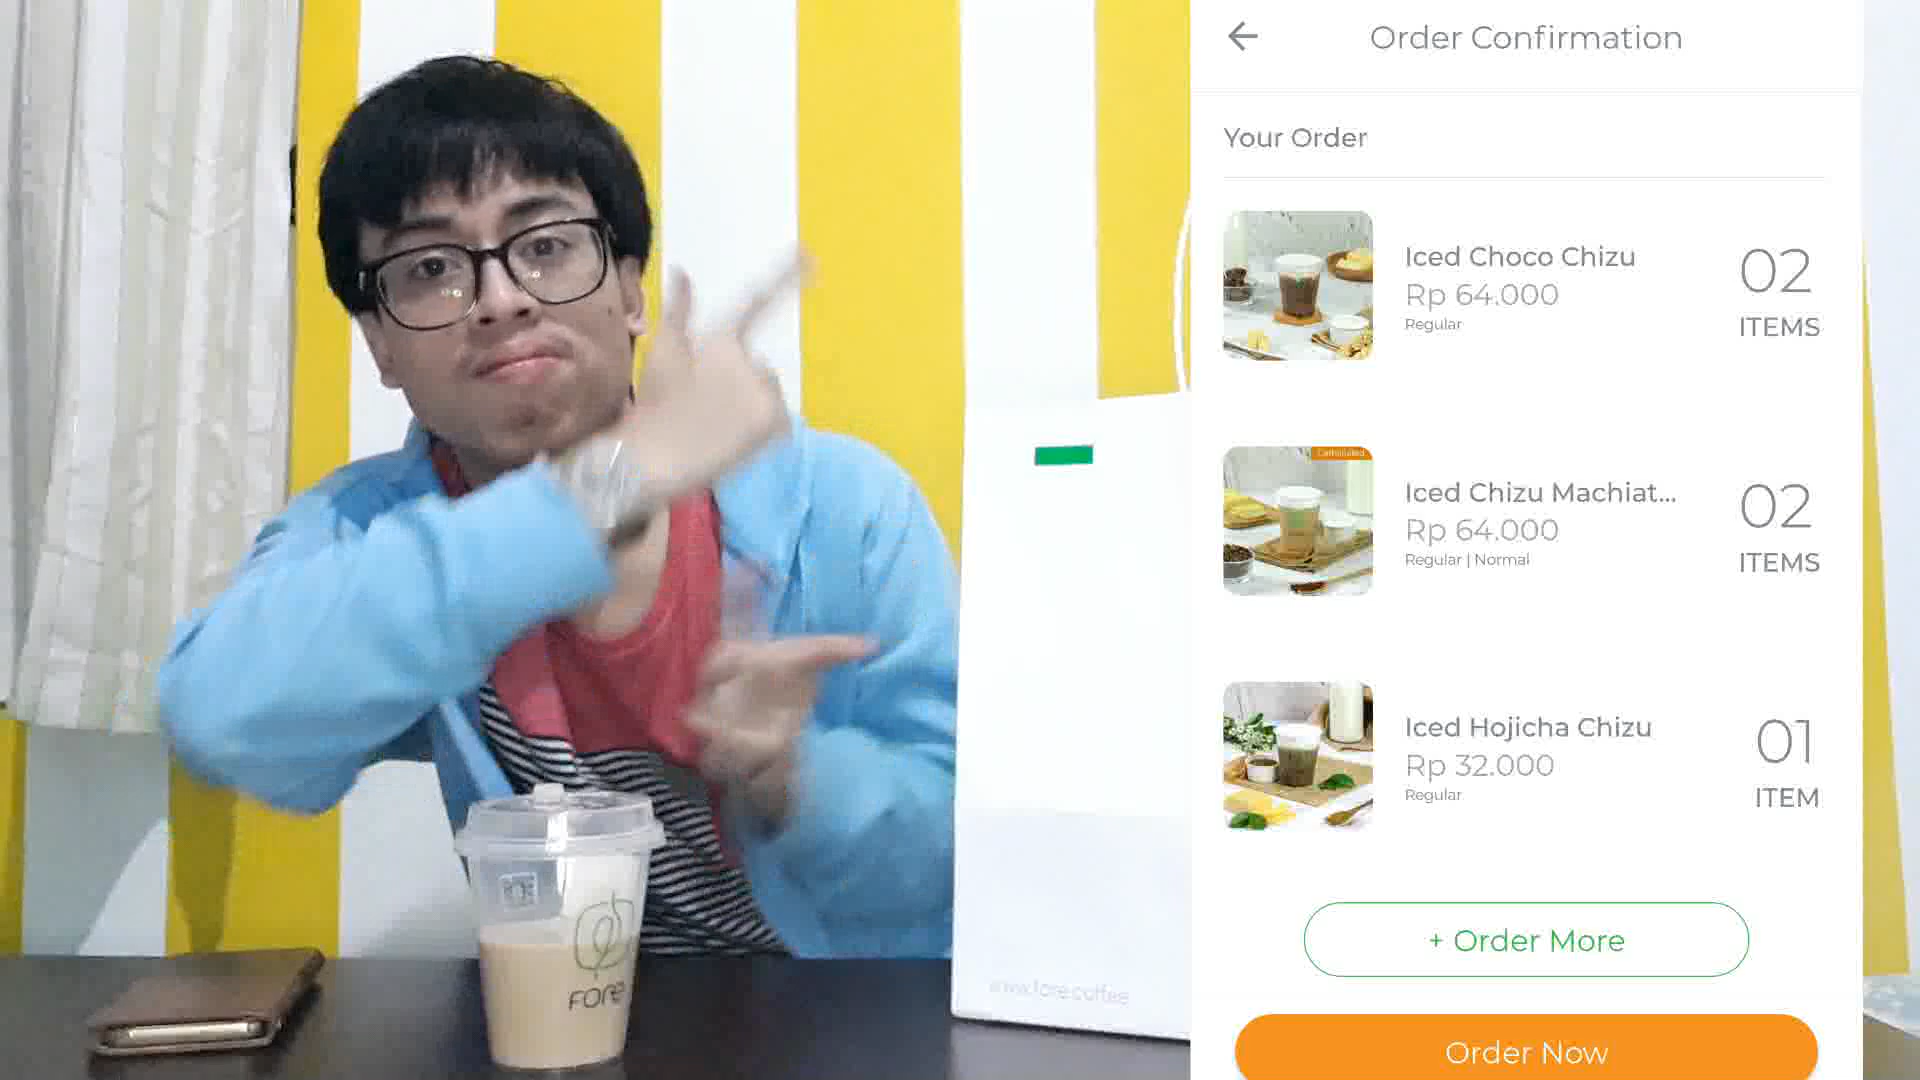 Order Confirmation
Your Order
Iced Choco Chizu
Rp 64.000
Regular
02
ITEMS
Caffeinated
Iced Chizu Machiat...
Rp 64.000
Regular | Normal
02
ITEMS
Iced Hojicha Chizu
Rp 32.000
Regular
01
ITEM
+ Order More
Order Now
FORE
www.fore.coffee